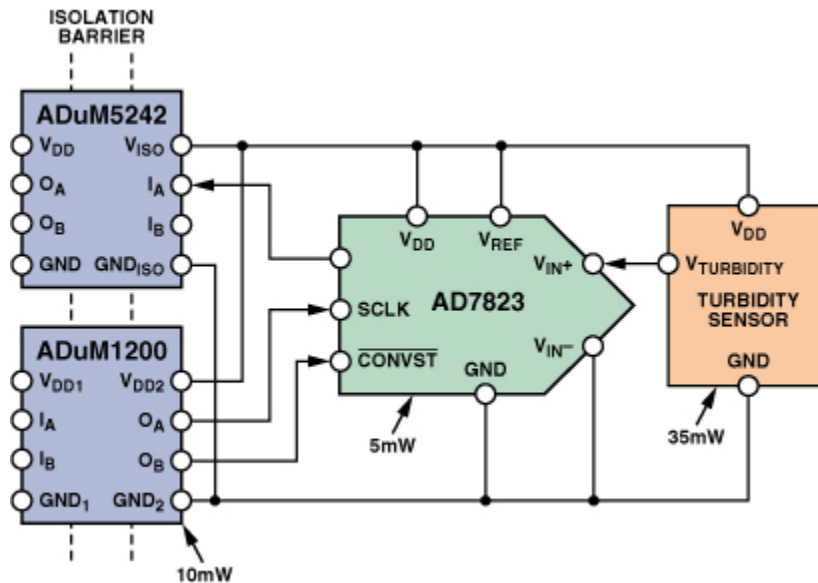 ISOLATION
BARRIER
ADuM5242
VDD
VISO
OA
IA
OB
IB
GND
GNDISO
ADuM1200
VDD1
VDD2
IA
OA
IB
OB
GND1
GND2
10mW
VDD
VREF
VIN+
SCLK
AD7823
CONVST
VIN–
GND
5mW
VDD
VTURBIDITY
TURBIDITY
SENSOR
GND
35mW